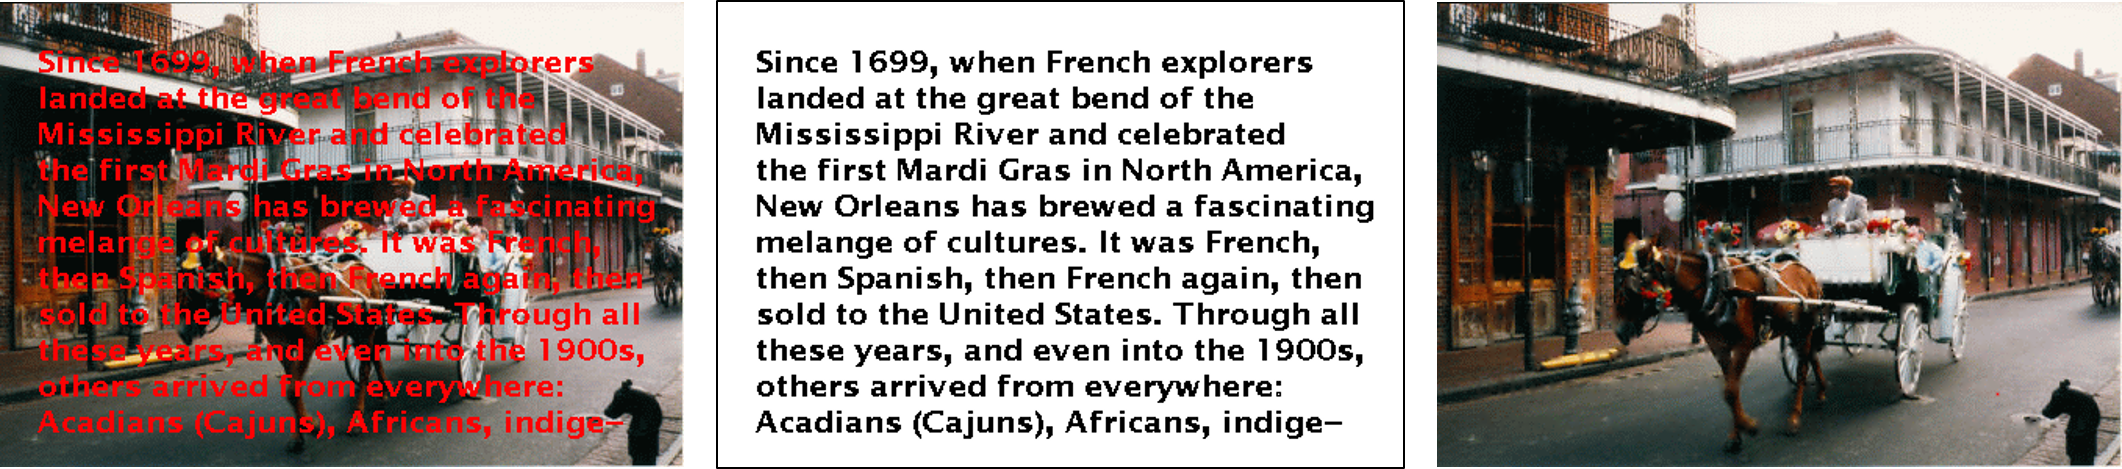 Since 1699, when French explorers
landed at the great bend of the
Mississippi River and celebrated
the first Mardi Gras in North America,
New Orleans has brewed a fascinating
melange of cultures. It was French,
then Spanish, then French again, then
sold to the United States. Through all
these years, and even into the 1900s,
others arrived from everywhere:
Acadians (Cajuns), Africans, indige–
Since 1699, when French explorers
landed at the great bend of the
Mississippi River and celebrated
the first Mardi Gras in North America,
New Orleans has brewed a fascinating
melange of cultures. It was French,
then Spanish, then French again, then
sold to the United States. Through all
these years, and even into the 1900s,
others arrived from everywhere:
Acadians (Cajuns), Africans, indige–